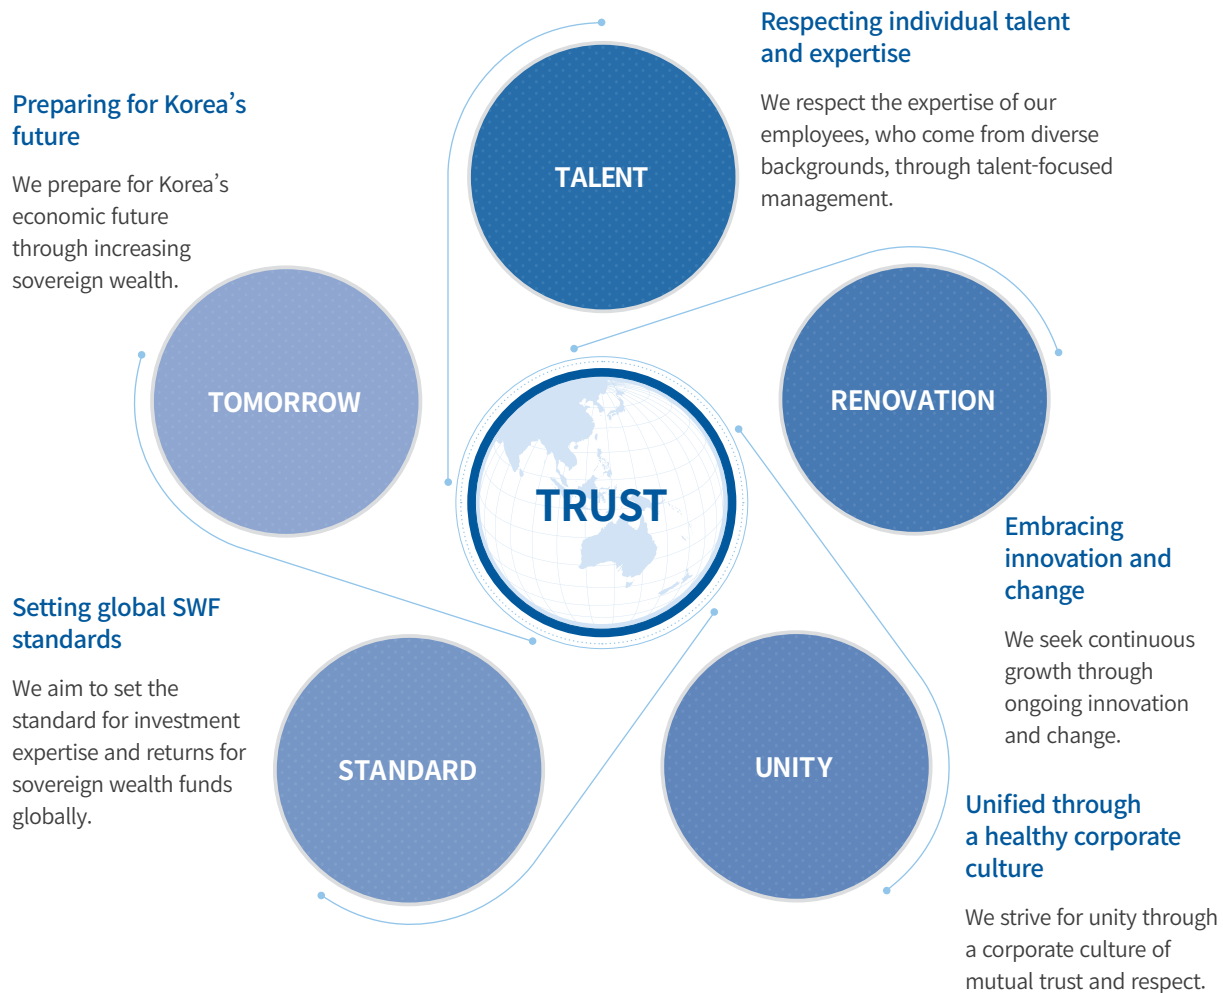 Respecting individual talent
and expertise
We respect the expertise of our
employees, who come from diverse
backgrounds, through talent-focused
management.
TALENT
Preparing for Korea’s
future
We prepare for Korea’s
economic future
through increasing
sovereign wealth.
TOMORROW
RENOVATION
TRUST
Embracing
innovation and
change
We seek continuous
growth through
ongoing innovation
and change.
Setting global SWF
standards
We aim to set the
standard for investment
expertise and returns for
sovereign wealth funds
globally.
STANDARD
UNITY
Unified through
a healthy corporate
culture
We strive for unity through
a corporate culture of
mutual trust and respect.